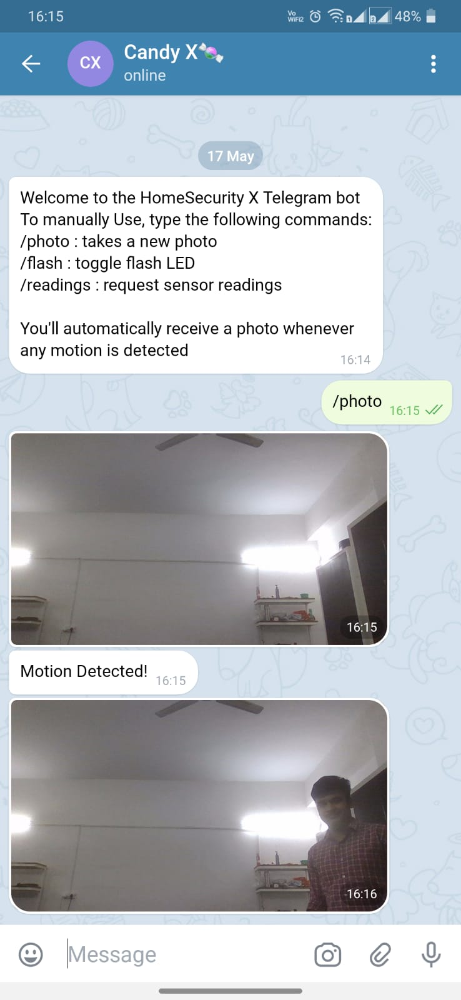 16:15
Vo
WiFi2
1
2
48%
CX
Candy X🍬
online
17 May
Welcome to the HomeSecurity X Telegram bot
To manually Use, type the following commands:
/photo : takes a new photo
/flash : toggle flash LED
/readings : request sensor readings
You'll automatically receive a photo whenever
any motion is detected
16:14
/photo 16:15
16:15
Motion Detected! 16:15
16:16
Message